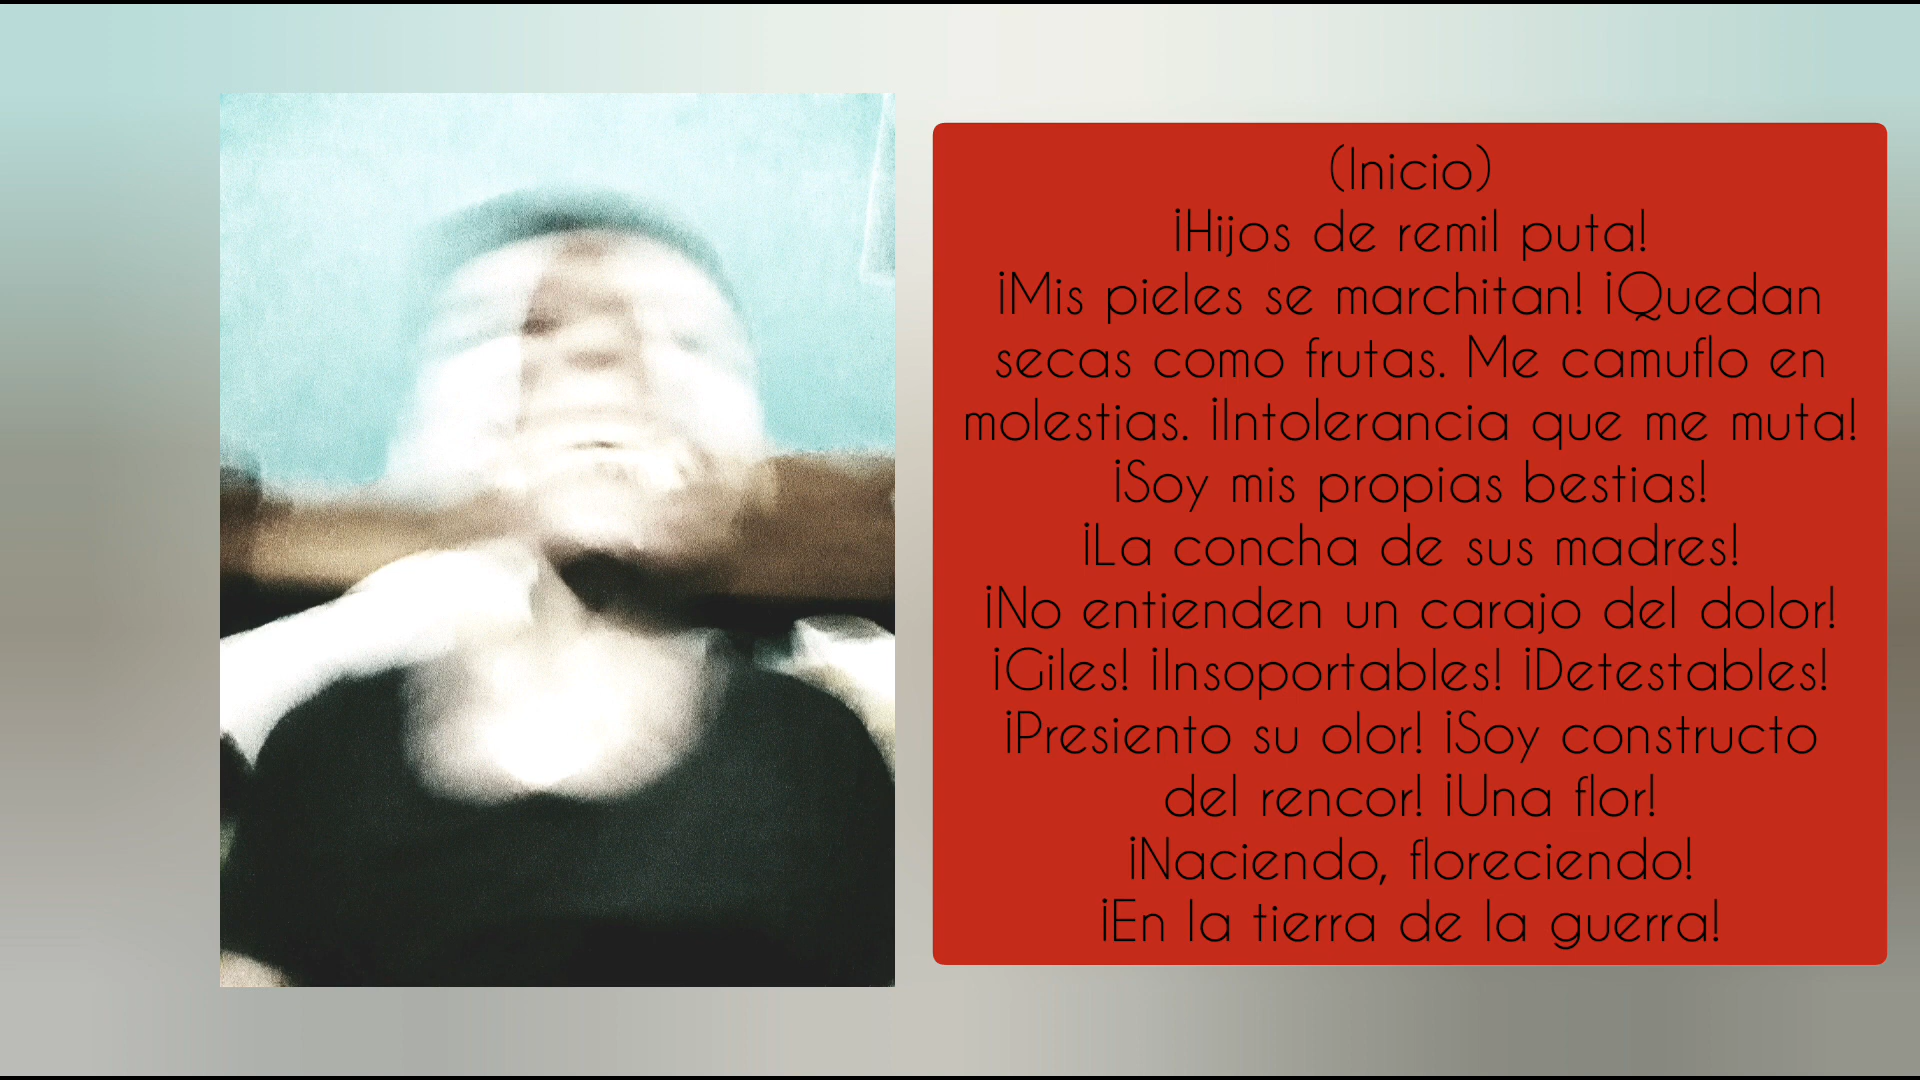 (Inicio)
¡Hijos de remil puta!
¡Mis pieles se marchitan! ¡Quedan
secas como frutas. Me camuflo en
molestias. ¡Intolerancia que me muta!
¡Soy mis propias bestias!
¡La concha de sus madres!
¡No entienden un carajo del dolor!
¡Giles! ¡Insoportables! ¡Detestables!
¡Presiento su olor! ¡Soy constructo
del rencor! ¡Una flor!
¡Naciendo, floreciendo!
¡En la tierra de la guerra!